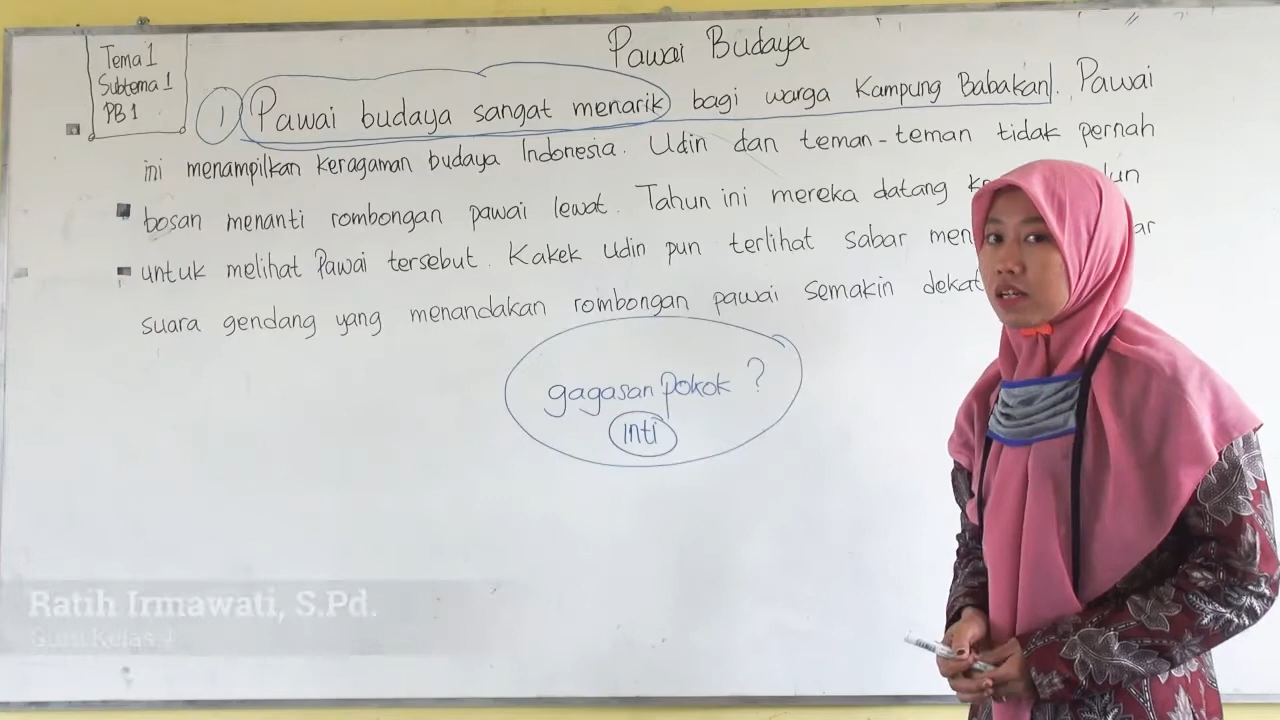 Pawai Budaya
Tema 1
Subtema 1
PB 1
1 Pawai budaya sangat menarik bagi warga Kampung Babakan. Pawai
ini menampilkan keragaman budaya Indonesia. Udin dan teman-teman tidak pernah
bosan menanti rombongan pawai lewat. Tahun ini mereka datang
untuk melihat Pawai tersebut. Kakek Udin pun terlihat sabar
suara gendang yang menandakan rombongan pawai semakin dekat
gagasan Pokok ?
inti
Ratih Irmawati, S.Pd.
Guru Kelas